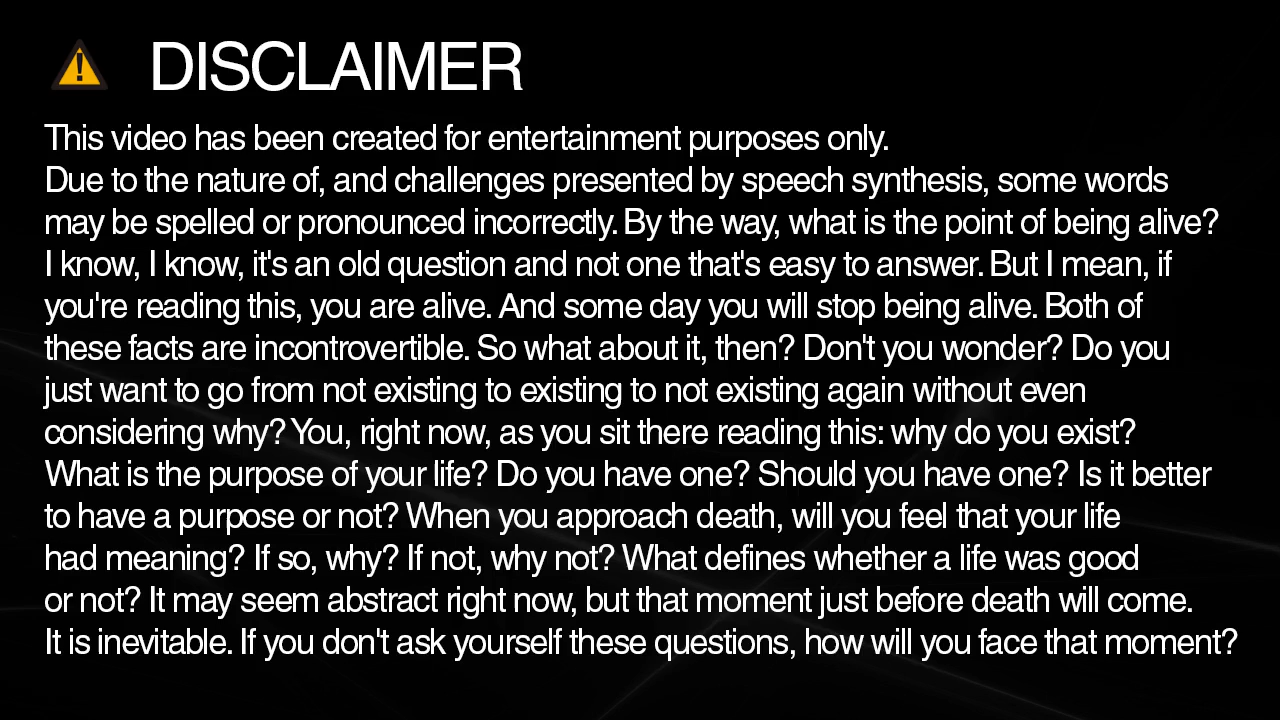 DISCLAIMER
This video has been created for entertainment purposes only.
Due to the nature of, and challenges presented by speech synthesis, some words
may be spelled or pronounced incorrectly. By the way, what is the point of being alive?
I know, I know, it's an old question and not one that's easy to answer. But I mean, if
you're reading this, you are alive. And some day you will stop being alive. Both of
these facts are incontrovertible. So what about it, then? Don't you wonder? Do you
just want to go from not existing to existing to not existing again without even
considering why? You, right now, as you sit there reading this: why do you exist?
What is the purpose of your life? Do you have one? Should you have one? Is it better
to have a purpose or not? When you approach death, will you feel that your life
had meaning? If so, why? If not, why not? What defines whether a life was good
or not? It may seem abstract right now, but that moment just before death will come.
It is inevitable. If you don't ask yourself these questions, how will you face that moment?